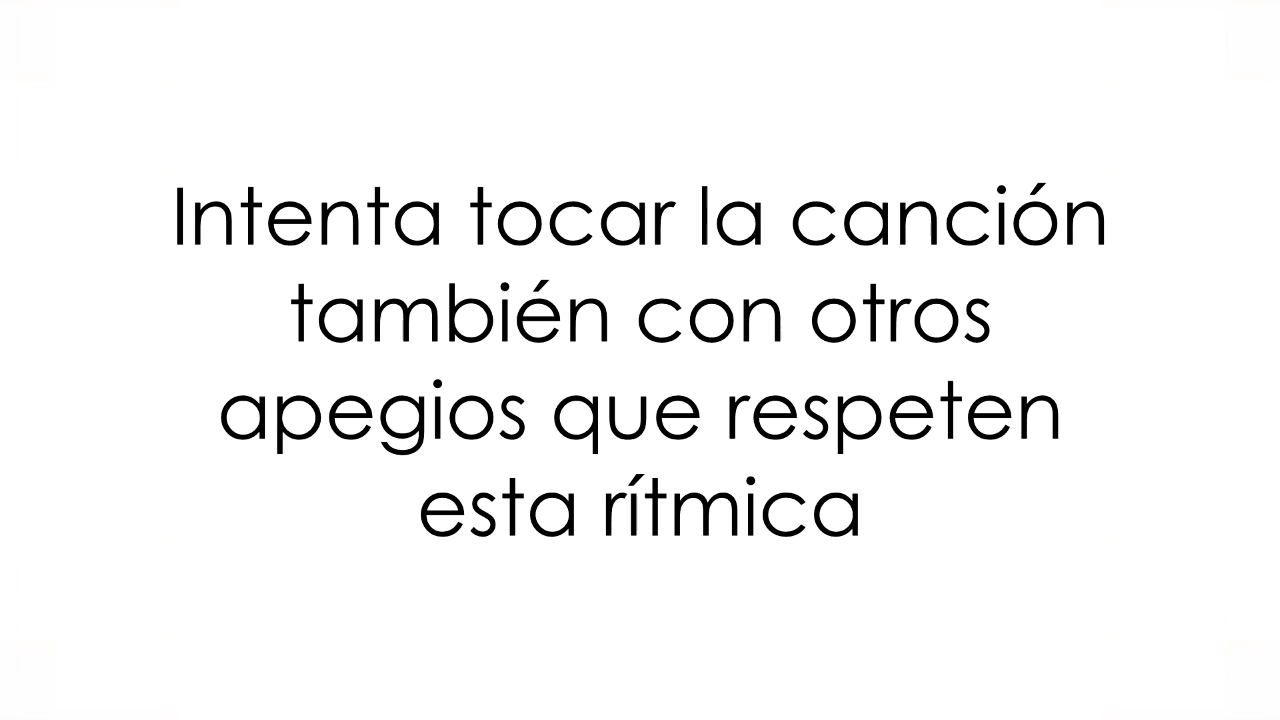 Intenta tocar la canción
también con otros
apegios que respeten
esta rítmica